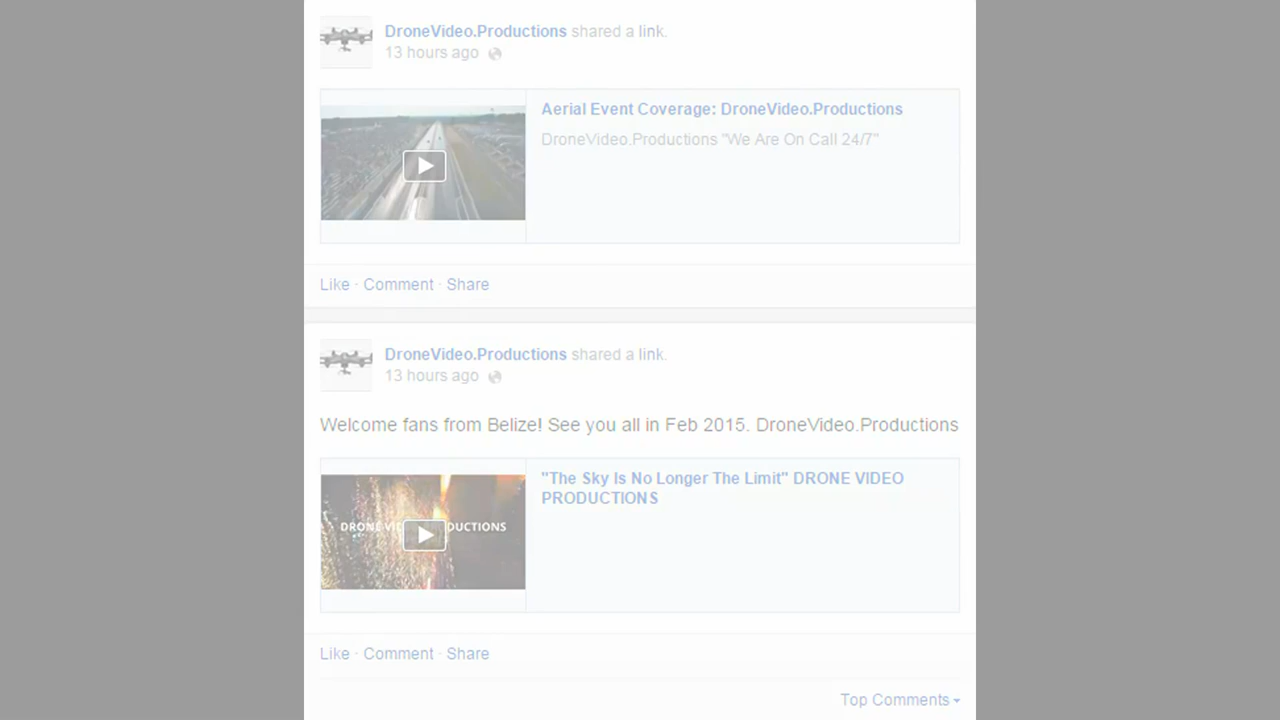 DroneVideo.Productions shared a link.
13 hours ago
Aerial Event Coverage: DroneVideo.Productions
DroneVideo.Productions "We Are On Call 24/7"
Like · Comment · Share
DroneVideo.Productions shared a link.
13 hours ago
Welcome fans from Belize! See you all in Feb 2015. DroneVideo.Productions
"The Sky Is No Longer The Limit" DRONE VIDEO
PRODUCTIONS
Like · Comment · Share
Top Comments